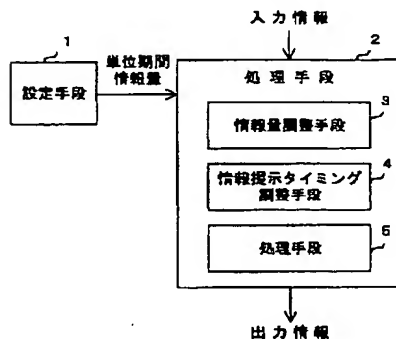 入力情報
1
単位期間
情報量
2
設定手段
処理手段
3
情報量調整手段
4
情報提示タイミング
調整手段
5
処理手段
出力情報